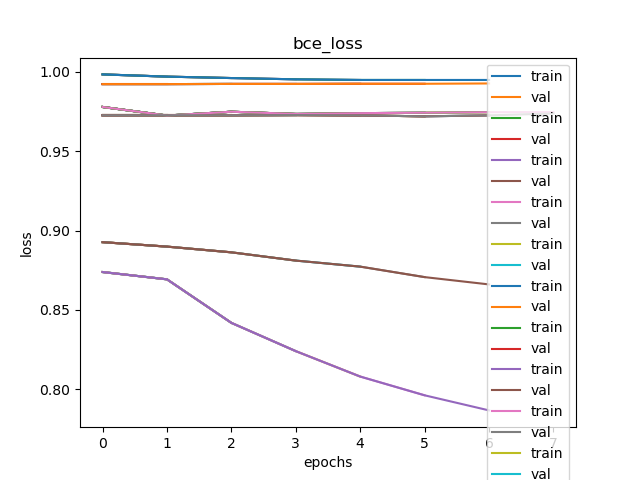 bce_loss
1.00
0.95
0.90
0.85
0.80
loss
0
1
2
3
4
5
6
7
epochs
train
val
train
val
train
val
train
val
train
val
train
val
train
val
train
val
train
val
train
val